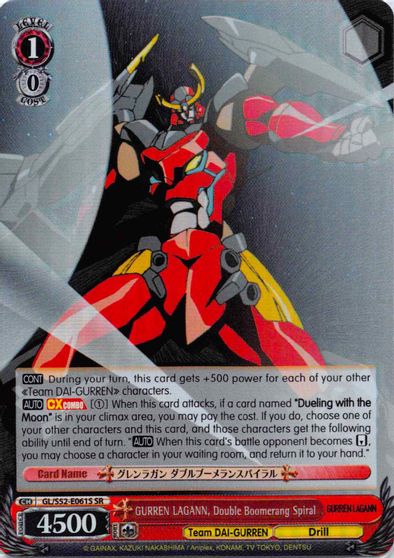 LEVEL
1
0
COST
CONT During your turn, this card gets +500 power for each of your other
«Team DAI-GURREN» characters.
AUTO CX COMBO [①] When this card attacks, if a card named "Dueling with the
Moon" is in your climax area, you may pay the cost. If you do, choose one
of your other characters and this card, and those characters get the following
ability until end of turn. "AUTO When this card's battle opponent becomes [
], you
may choose a character in your waiting room, and return it to your hand."
Card Name
グレンラガン ダブルブーメランスパイラル
CH
GL/S52-E061S SR
GURREN LAGANN, Double Boomerang Spiral
GURREN LAGANN
POWER
4500
Team DAI-GURREN
Drill
© GAINAX, KAZUKI NAKASHIMA / Aniplex, KONAMI, TV TOKYO, DENTSU